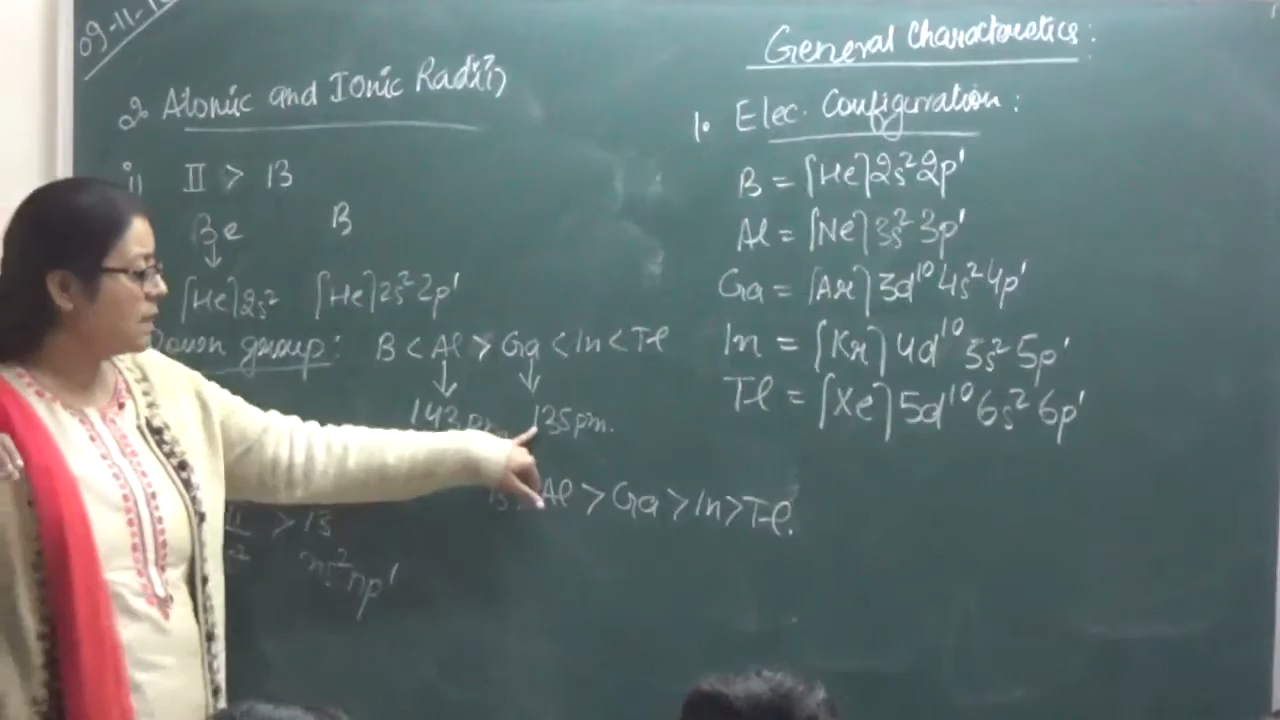 09-11-1
2. Atomic and Ionic Radii
i) II > 13
Be B
[He]2s² [He]2s²2p¹
Down group: B < Al > Ga < In < Tl
143pm 135pm.
Al > Ga > In > Tl.
II > 13
ns²np¹
General Characteristics:
1. Elec. Configuration:
B = [He]2s²2p¹
Al = [Ne]3s²3p¹
Ga = [Ar]3d¹⁰4s²4p¹
In = [Kr]4d¹⁰5s²5p¹
Tl = [Xe]5d¹⁰6s²6p¹